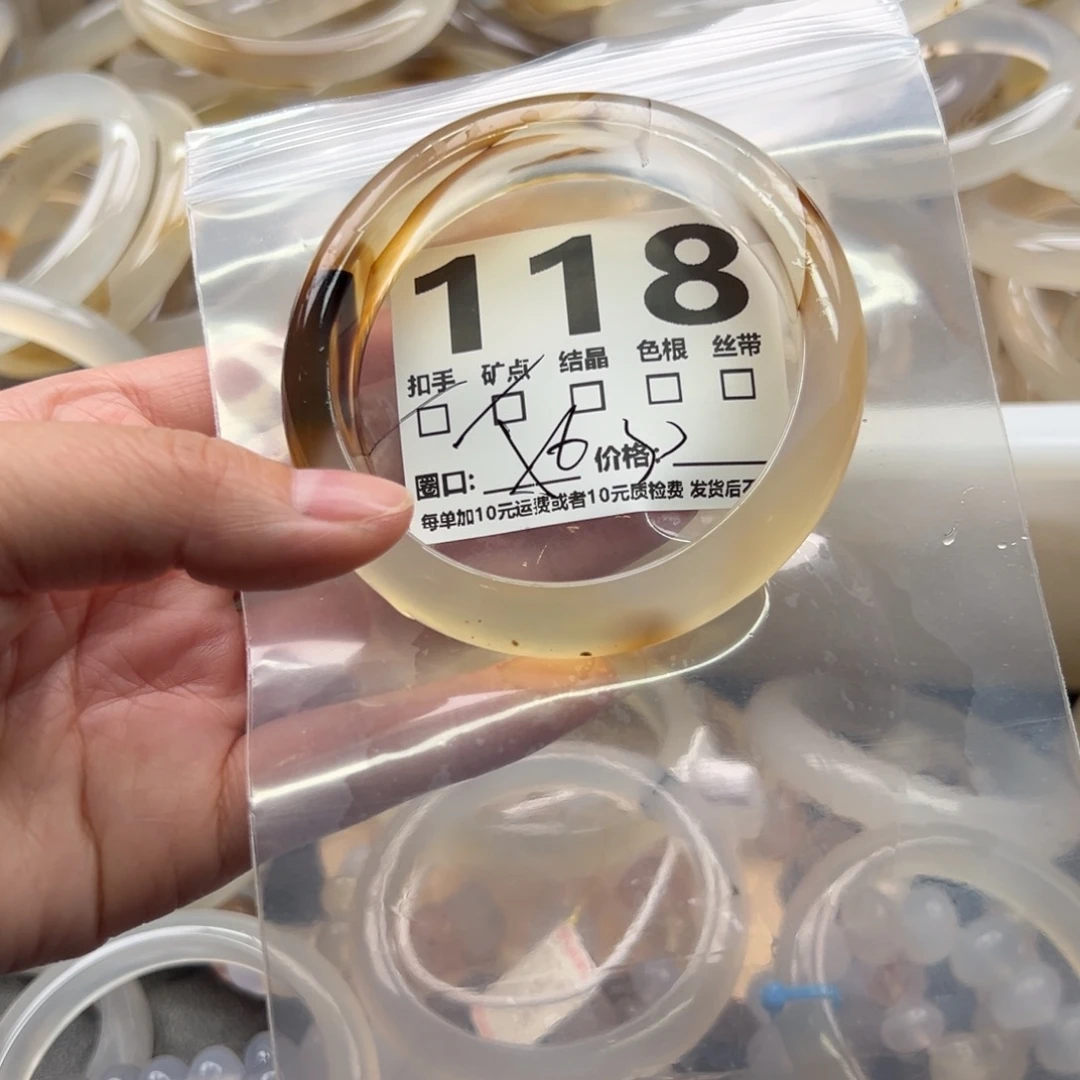 118
扣手 矿点 结晶 色根 丝带
圈口: 价格:
每单加10元运费或者10元质检费 发货后不